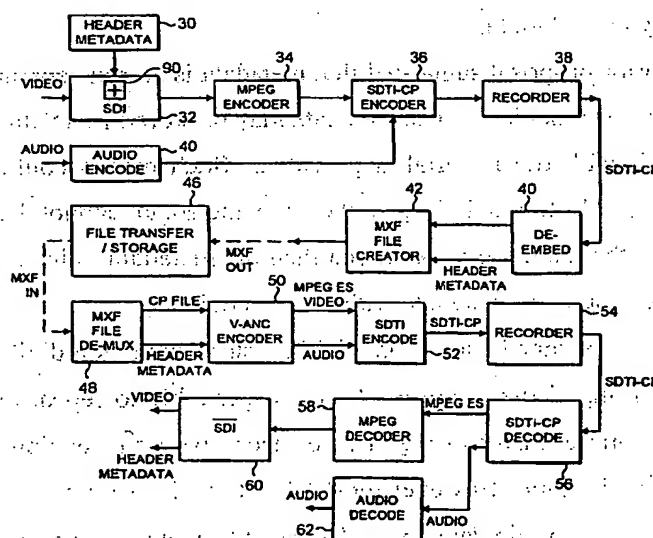 HEADER METADATA 30
VIDEO
90
SDI
32
34
MPEG ENCODER
36
SDTI-CP ENCODER
38
RECORDER
AUDIO
40
AUDIO ENCODE
SDTI-CP
46
FILE TRANSFER / STORAGE
MXF OUT
42
MXF FILE CREATOR
HEADER METADATA
40
DE-EMBED
MXF IN
MXF FILE DE-MUX
48
CP FILE
HEADER METADATA
50
V-ANC ENCODER
MPEG ES VIDEO
AUDIO
SDTI ENCODE
52
SDTI-CP
54
RECORDER
SDTI-CP
VIDEO
HEADER METADATA
SDI
60
58
MPEG DECODER
MPEG ES
SDTI-CP DECODE
56
AUDIO
AUDIO DECODE
62
AUDIO